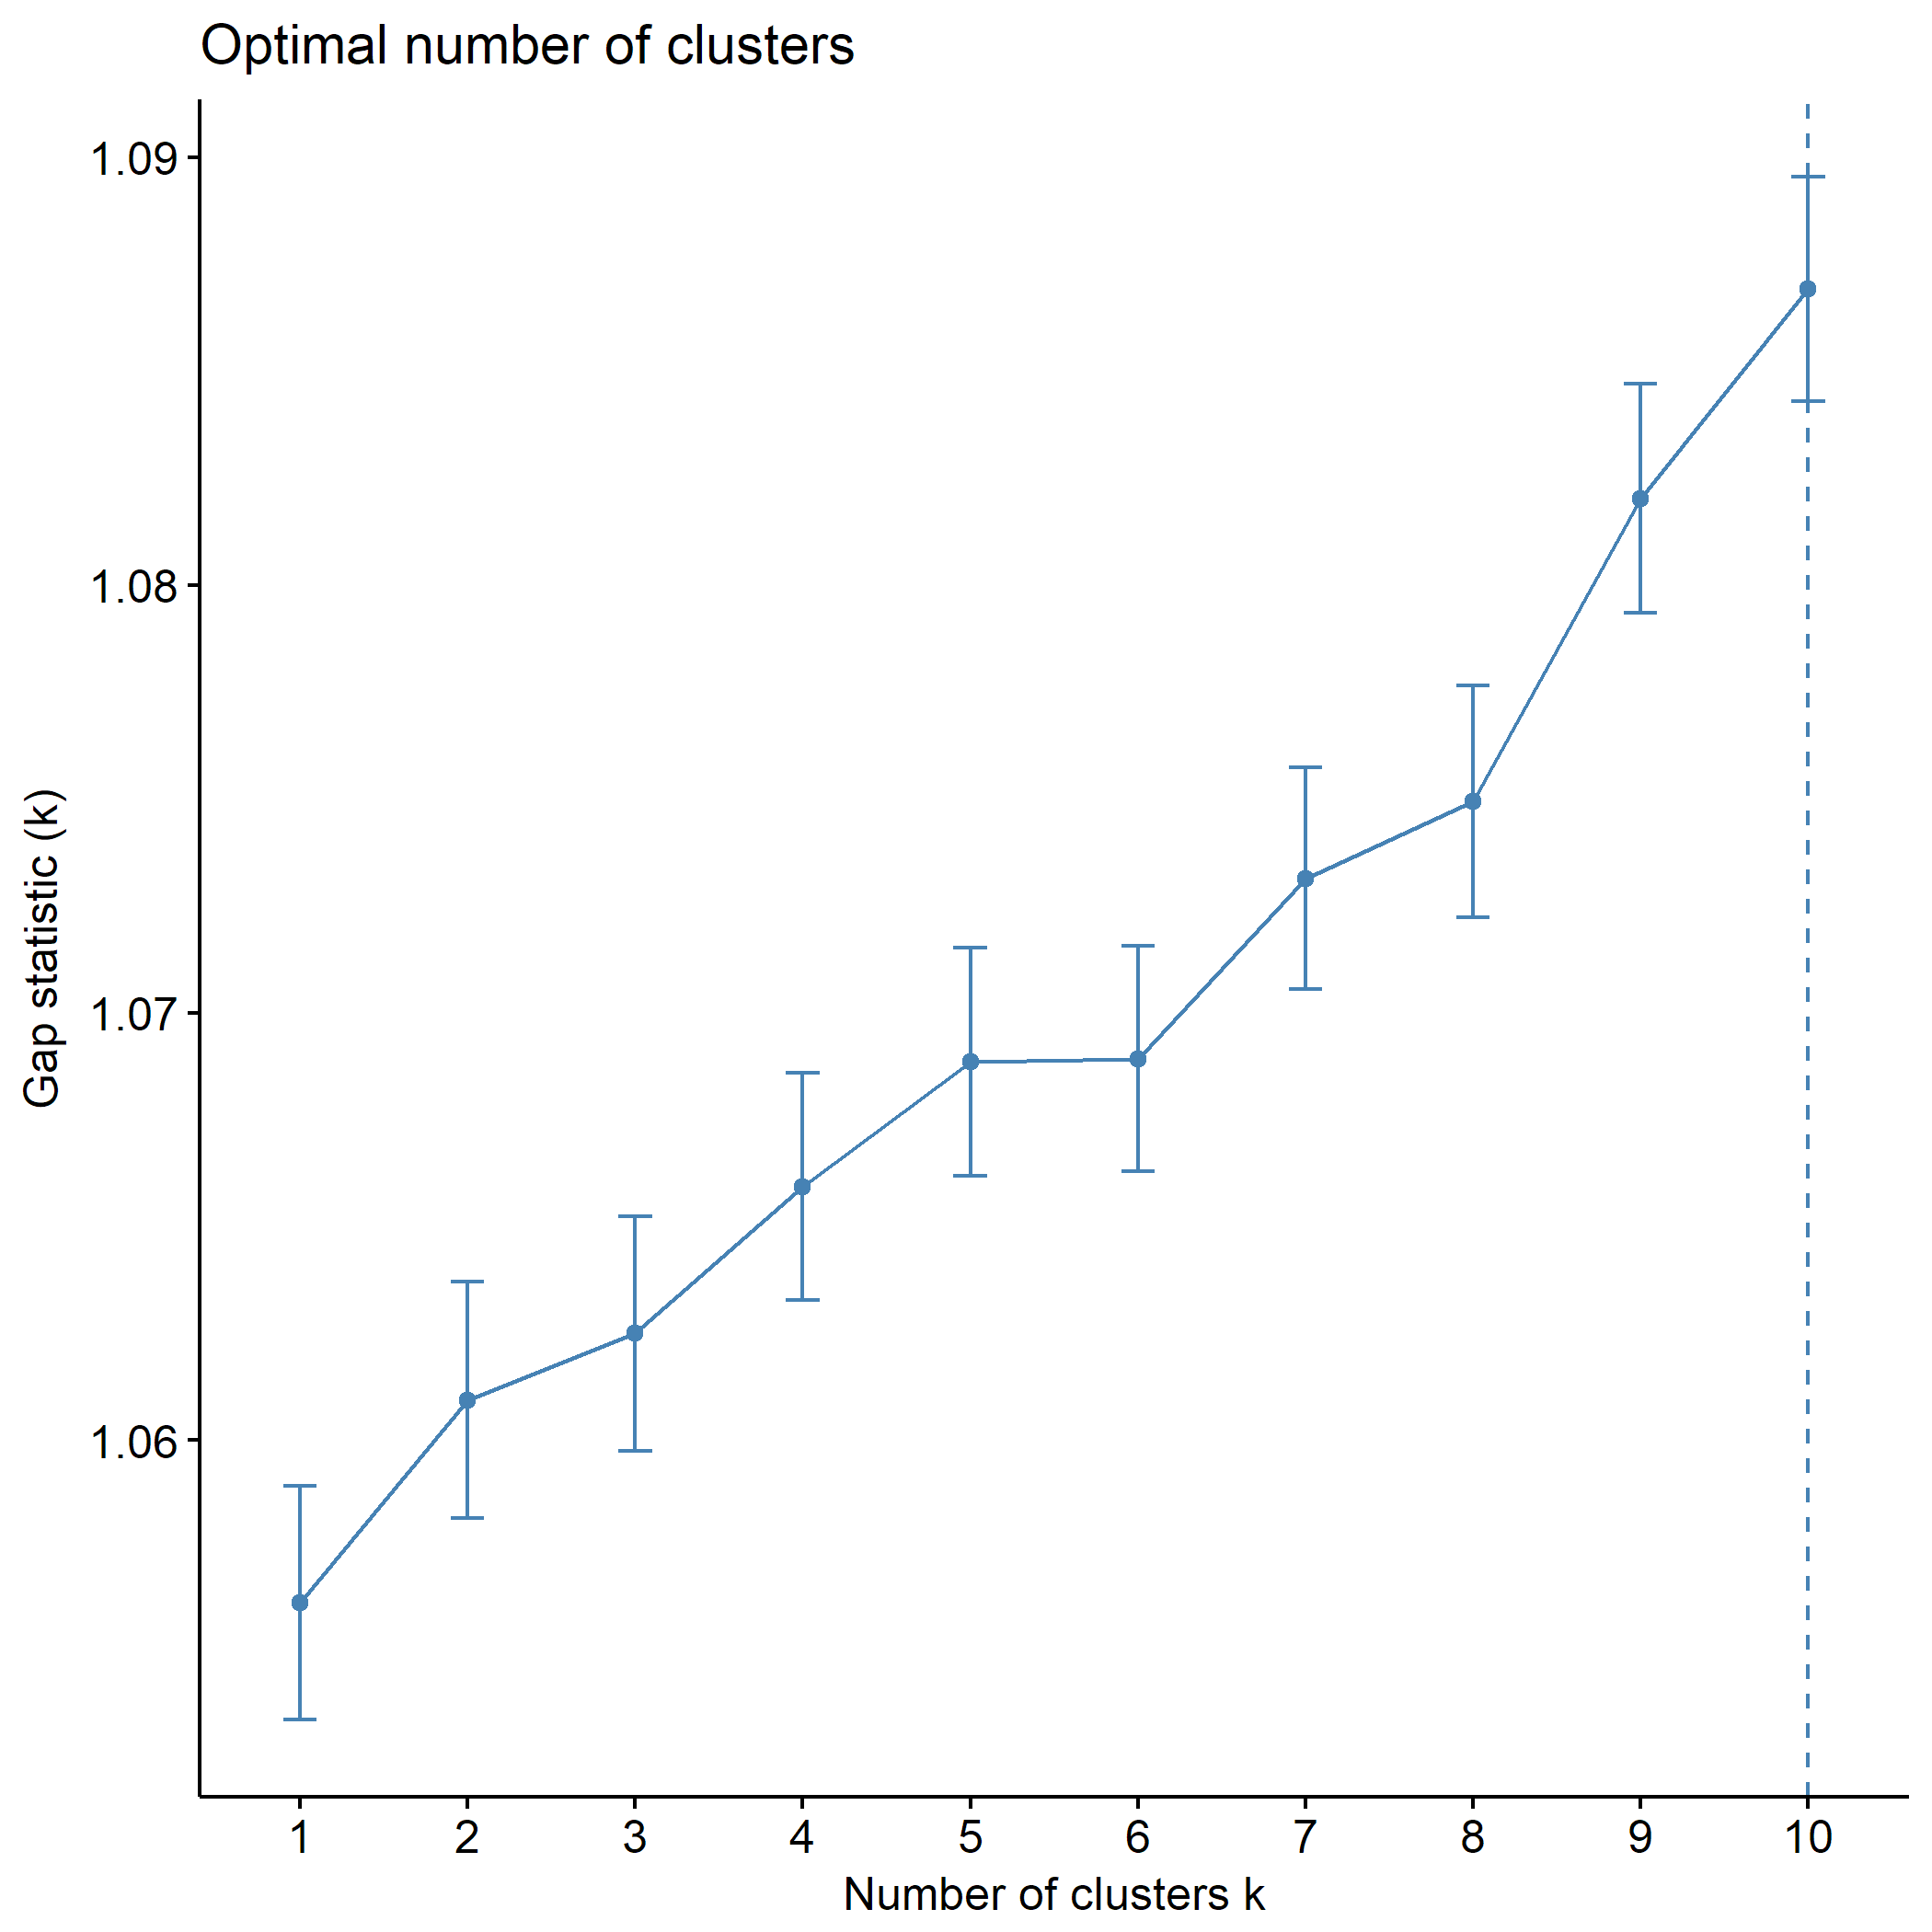 Optimal number of clusters
1.09
1.08
1.07
1.06
Gap statistic (k)
1 2 3 4 5 6 7 8 9 10
Number of clusters k